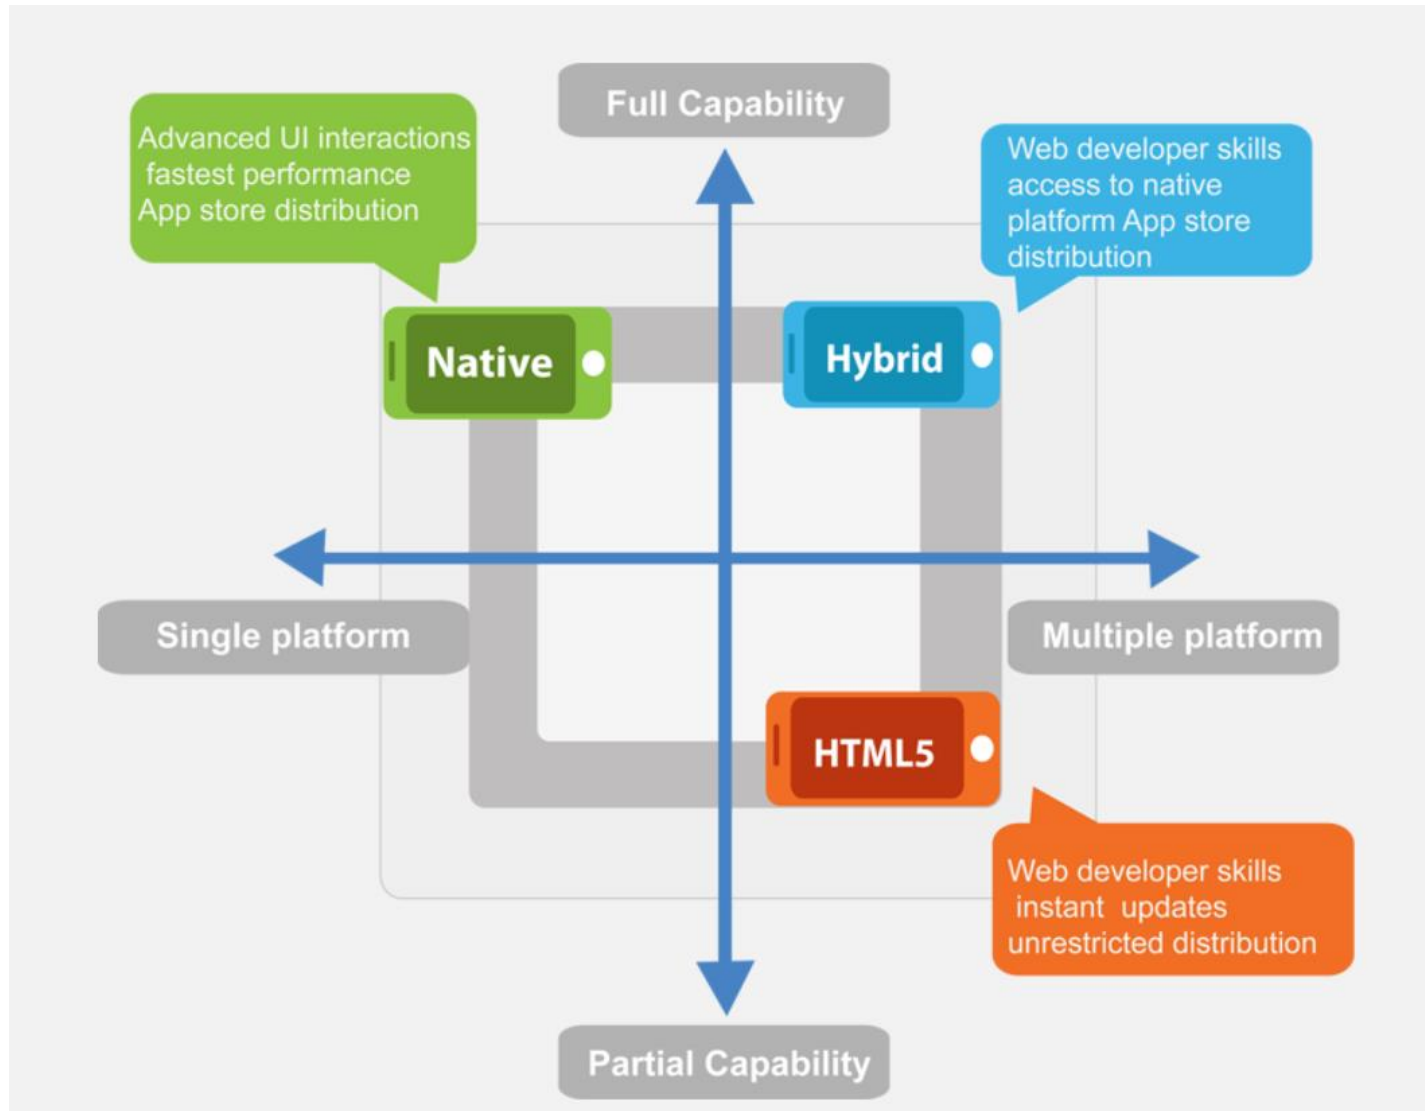 Full Capability
Advanced UI interactions
fastest performance
App store distribution
Web developer skills
access to native
platform App store
distribution
Native
Hybrid
Single platform
Multiple platform
HTML5
Web developer skills
instant updates
unrestricted distribution
Partial Capability